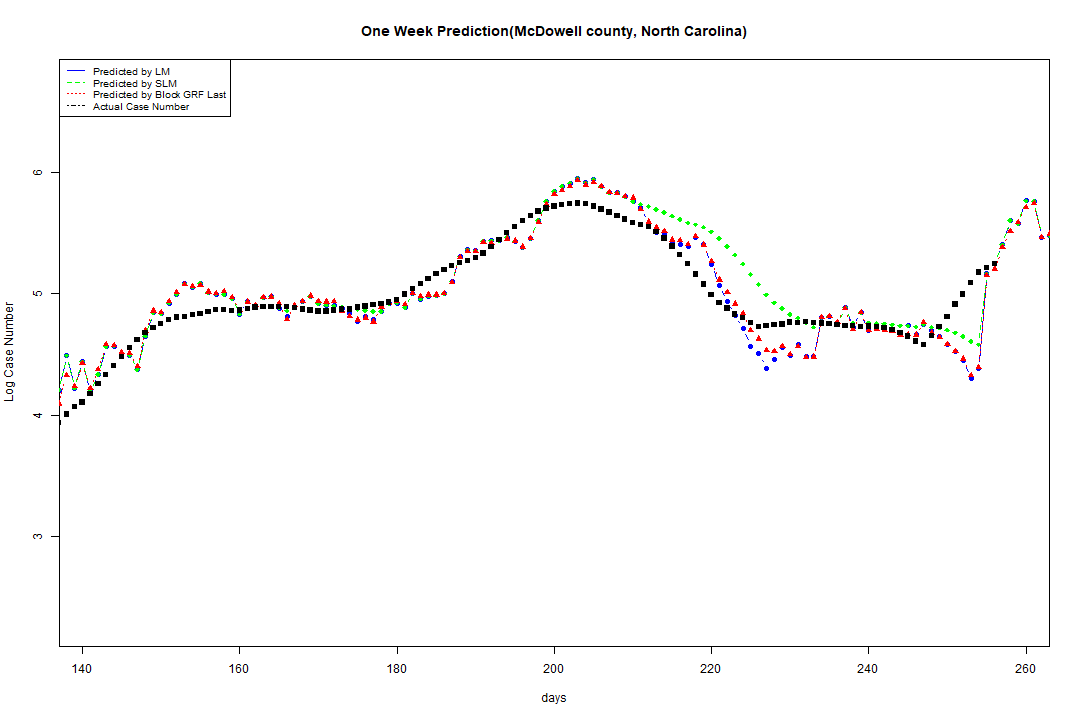 One Week Prediction(McDowell county, North Carolina)
Predicted by LM
Predicted by SLM
Predicted by Block GRF Last
Actual Case Number
Log Case Number
6
5
4
3
140 160 180 200 220 240 260
days